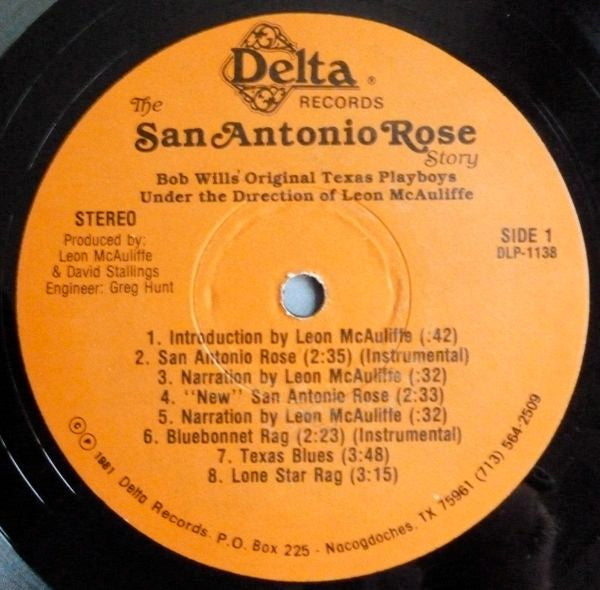 Delta ®
RECORDS
The
San Antonio Rose
Story
Bob Wills' Original Texas Playboys
Under the Direction of Leon McAuliffe
STEREO
Produced by:
Leon McAuliffe
& David Stallings
Engineer: Greg Hunt
SIDE 1
DLP-1138
1. Introduction by Leon McAuliffe (:42)
2. San Antonio Rose (2:35) (Instrumental)
3. Narration by Leon McAuliffe (:32)
4. "New" San Antonio Rose (2:33)
5. Narration by Leon McAuliffe (:32)
6. Bluebonnet Rag (2:23) (Instrumental)
7. Texas Blues (3:48)
8. Lone Star Rag (3:15)
© ℗ 1981 Delta Records - P.O. Box 225 - Nacogdoches, TX 75961 (713) 564-2509